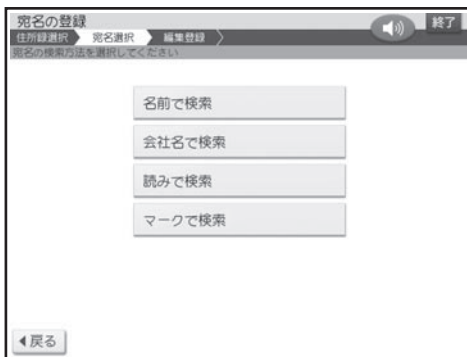 宛名の登録
終了
住所録選択 宛名選択 編集登録
宛名の検索方法を選択してください
名前で検索
会社名で検索
読みで検索
マークで検索
戻る